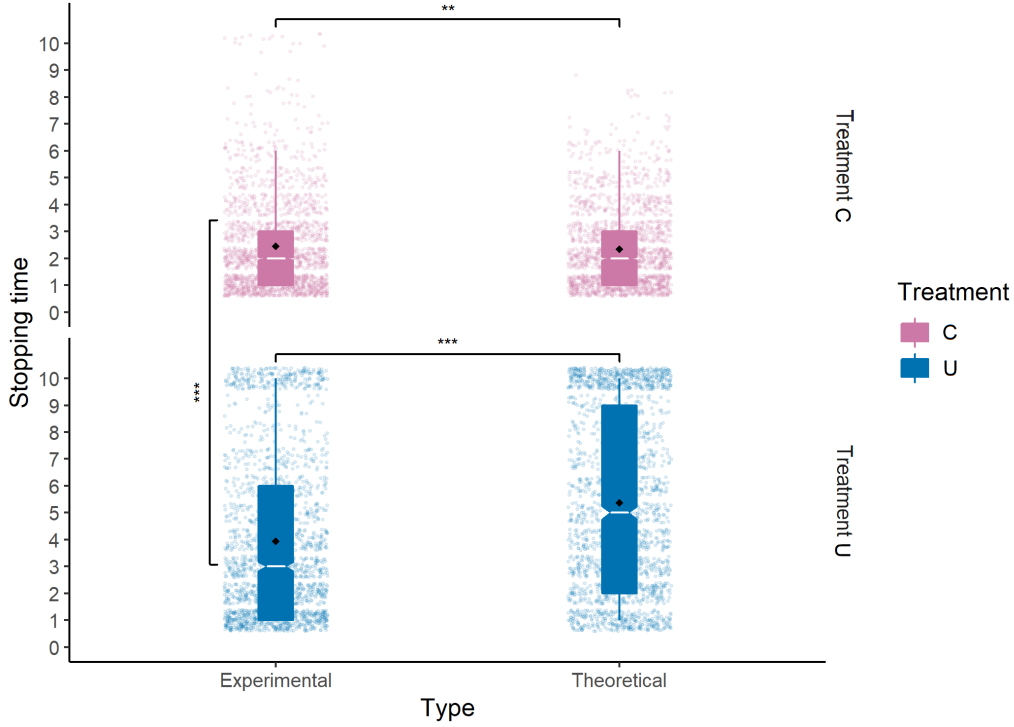 **
10
9
8
7
6
5
4
3
2
1
0
Treatment C
***
***
10
9
8
7
6
5
4
3
2
1
0
Treatment U
Stopping time
Experimental
Theoretical
Type
Treatment
C
U